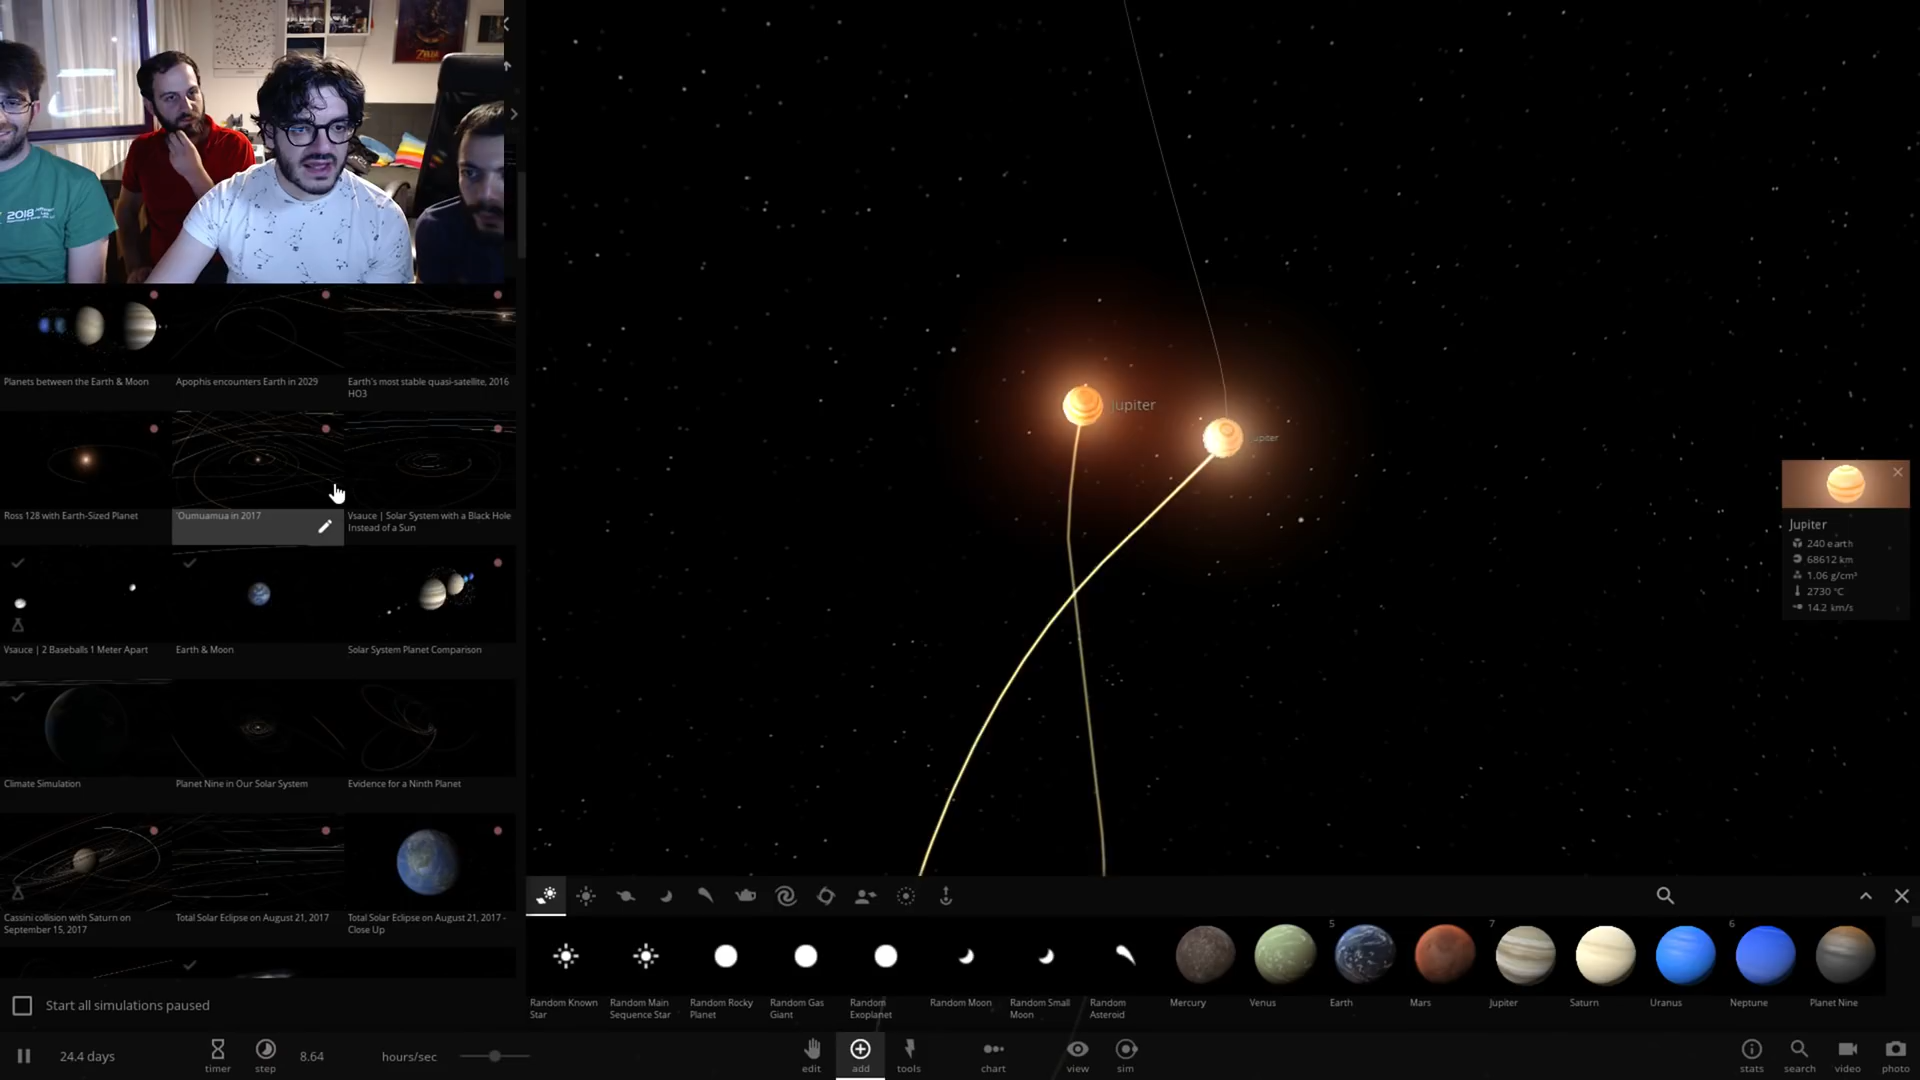 ZELDA
2018
Planets between the Earth & Moon
Apophis encounters Earth in 2029
Earth's most stable quasi-satellite, 2016
HO3
Ross 128 with Earth-Sized Planet
'Oumuamua in 2017
Vsauce | Solar System with a Black Hole
Instead of a Sun
Vsauce | 2 Baseballs 1 Meter Apart
Earth & Moon
Solar System Planet Comparison
Climate Simulation
Planet Nine in Our Solar System
Evidence for a Ninth Planet
Cassini collision with Saturn on
September 15, 2017
Total Solar Eclipse on August 21, 2017
Total Solar Eclipse on August 21, 2017 -
Close Up
Start all simulations paused
Jupiter
Jupiter
Jupiter
240 earth
68612 km
1.06 g/cm³
2730 °C
14.2 km/s
5
7
6
Random Known
Star
Random Main
Sequence Star
Random Rocky
Planet
Random Gas
Giant
Random
Exoplanet
Random Moon
Random Small
Moon
Random
Asteroid
Mercury
Venus
Earth
Mars
Jupiter
Saturn
Uranus
Neptune
Planet Nine
24.4 days
timer
step
8.64
hours/sec
edit
add
tools
chart
view
sim
stats
search
video
photo